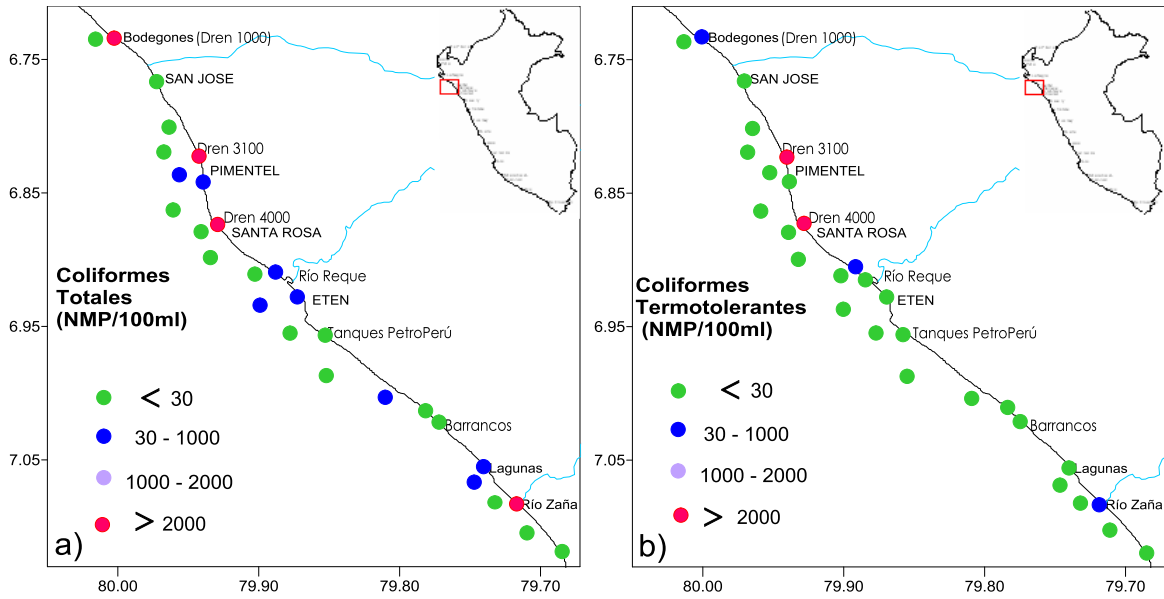 6.75
6.85
6.95
7.05
Bodegones (Dren 1000)
SAN JOSE
Dren 3100
PIMENTEL
Dren 4000
SANTA ROSA
Río Reque
ETEN
Tanques PetroPerú
Barrancos
Lagunas
Río Zaña
Coliformes
Totales
(NMP/100ml)
< 30
30 - 1000
1000 - 2000
> 2000
a)
80.00 79.90 79.80 79.70
6.75
6.85
6.95
7.05
Bodegones (Dren 1000)
SAN JOSE
Dren 3100
PIMENTEL
Dren 4000
SANTA ROSA
Río Reque
ETEN
Tanques PetroPerú
Barrancos
Lagunas
Río Zaña
Coliformes
Termotolerantes
(NMP/100ml)
< 30
30 - 1000
1000 - 2000
> 2000
b)
80.00 79.90 79.80 79.70